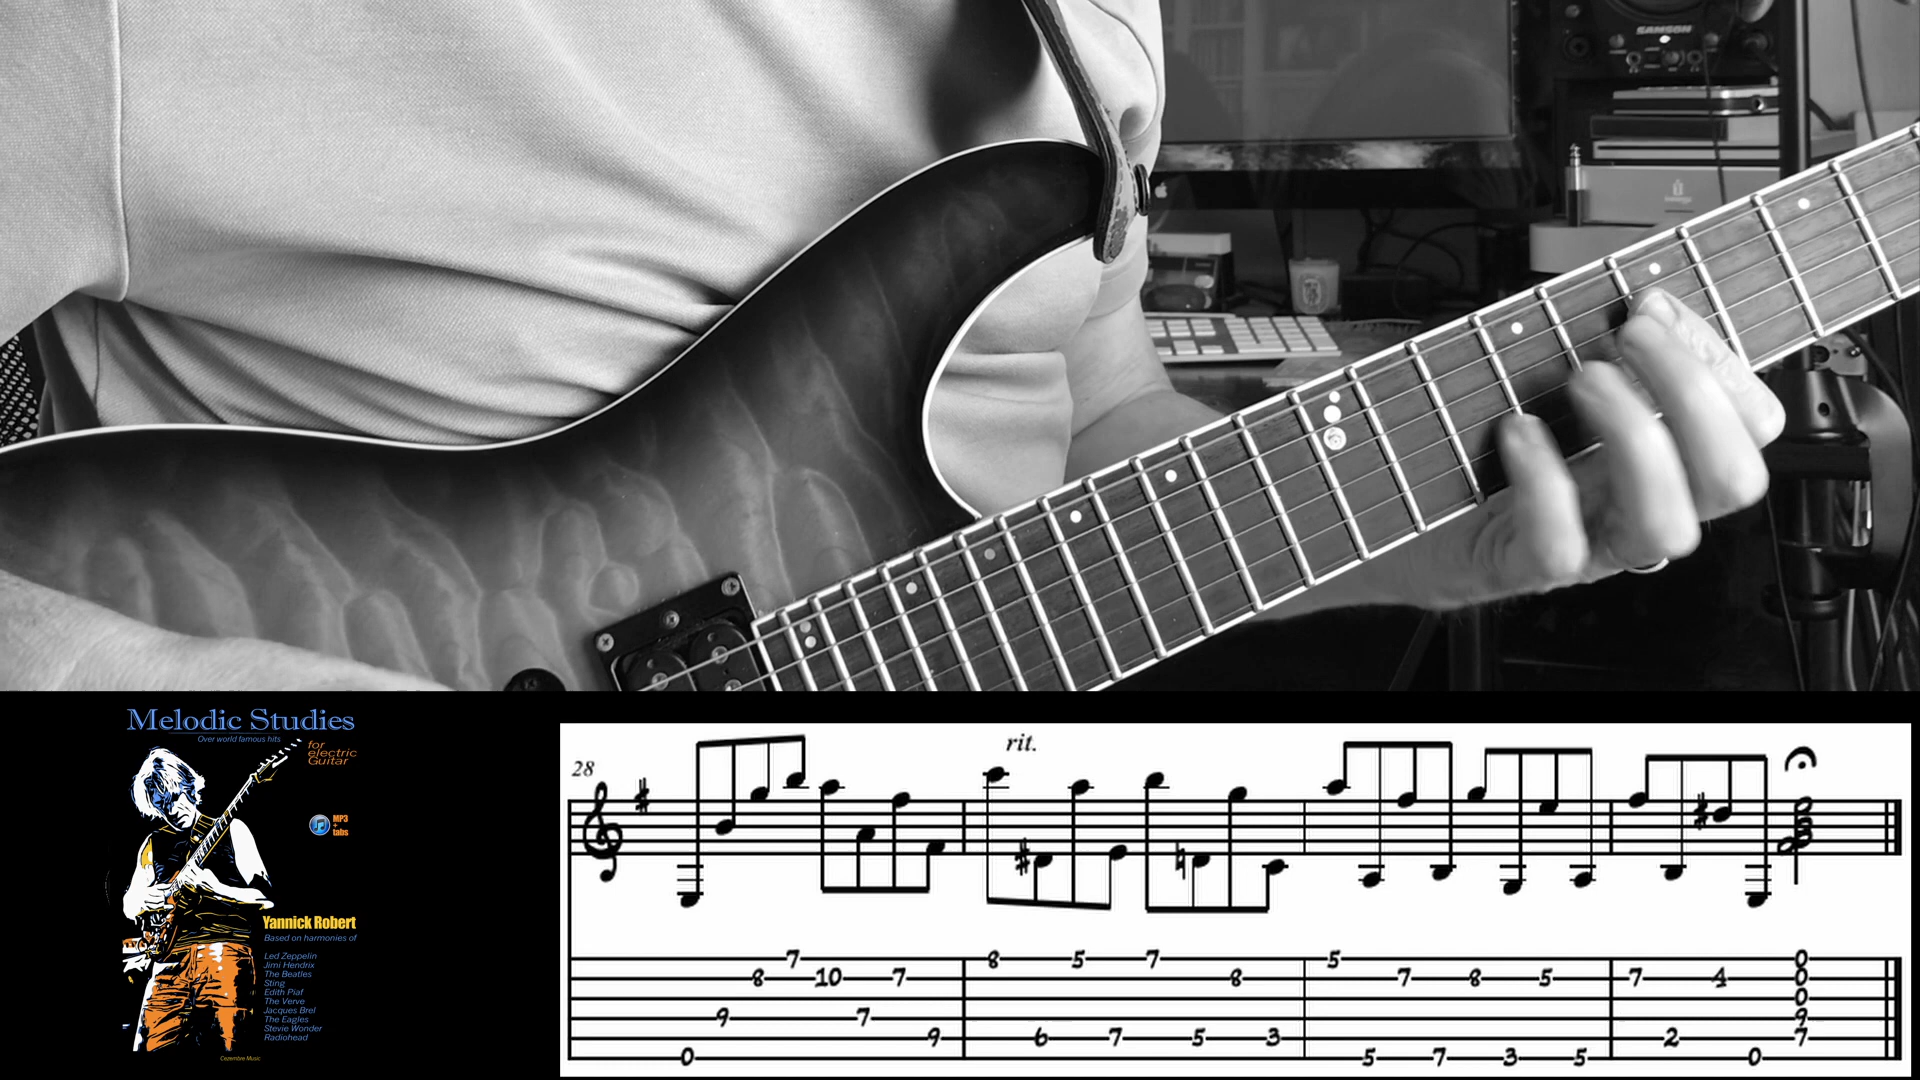 SAMSON
Melodic Studies
Over world famous hits
for
electric
Guitar
MP3
+
tabs
Yannick Robert
Based on harmonies of
Led Zeppelin
Jimi Hendrix
The Beatles
Sting
Edith Piaf
The Verve
Jacques Brel
The Eagles
Stevie Wonder
Radiohead
Cezembre Music
rit.
28
7 8 5 7 5 0
8 10 7 8 7 8 5 7 4 0
0
9 7 9
9 6 7 5 3 2 7
0 5 7 3 5 0